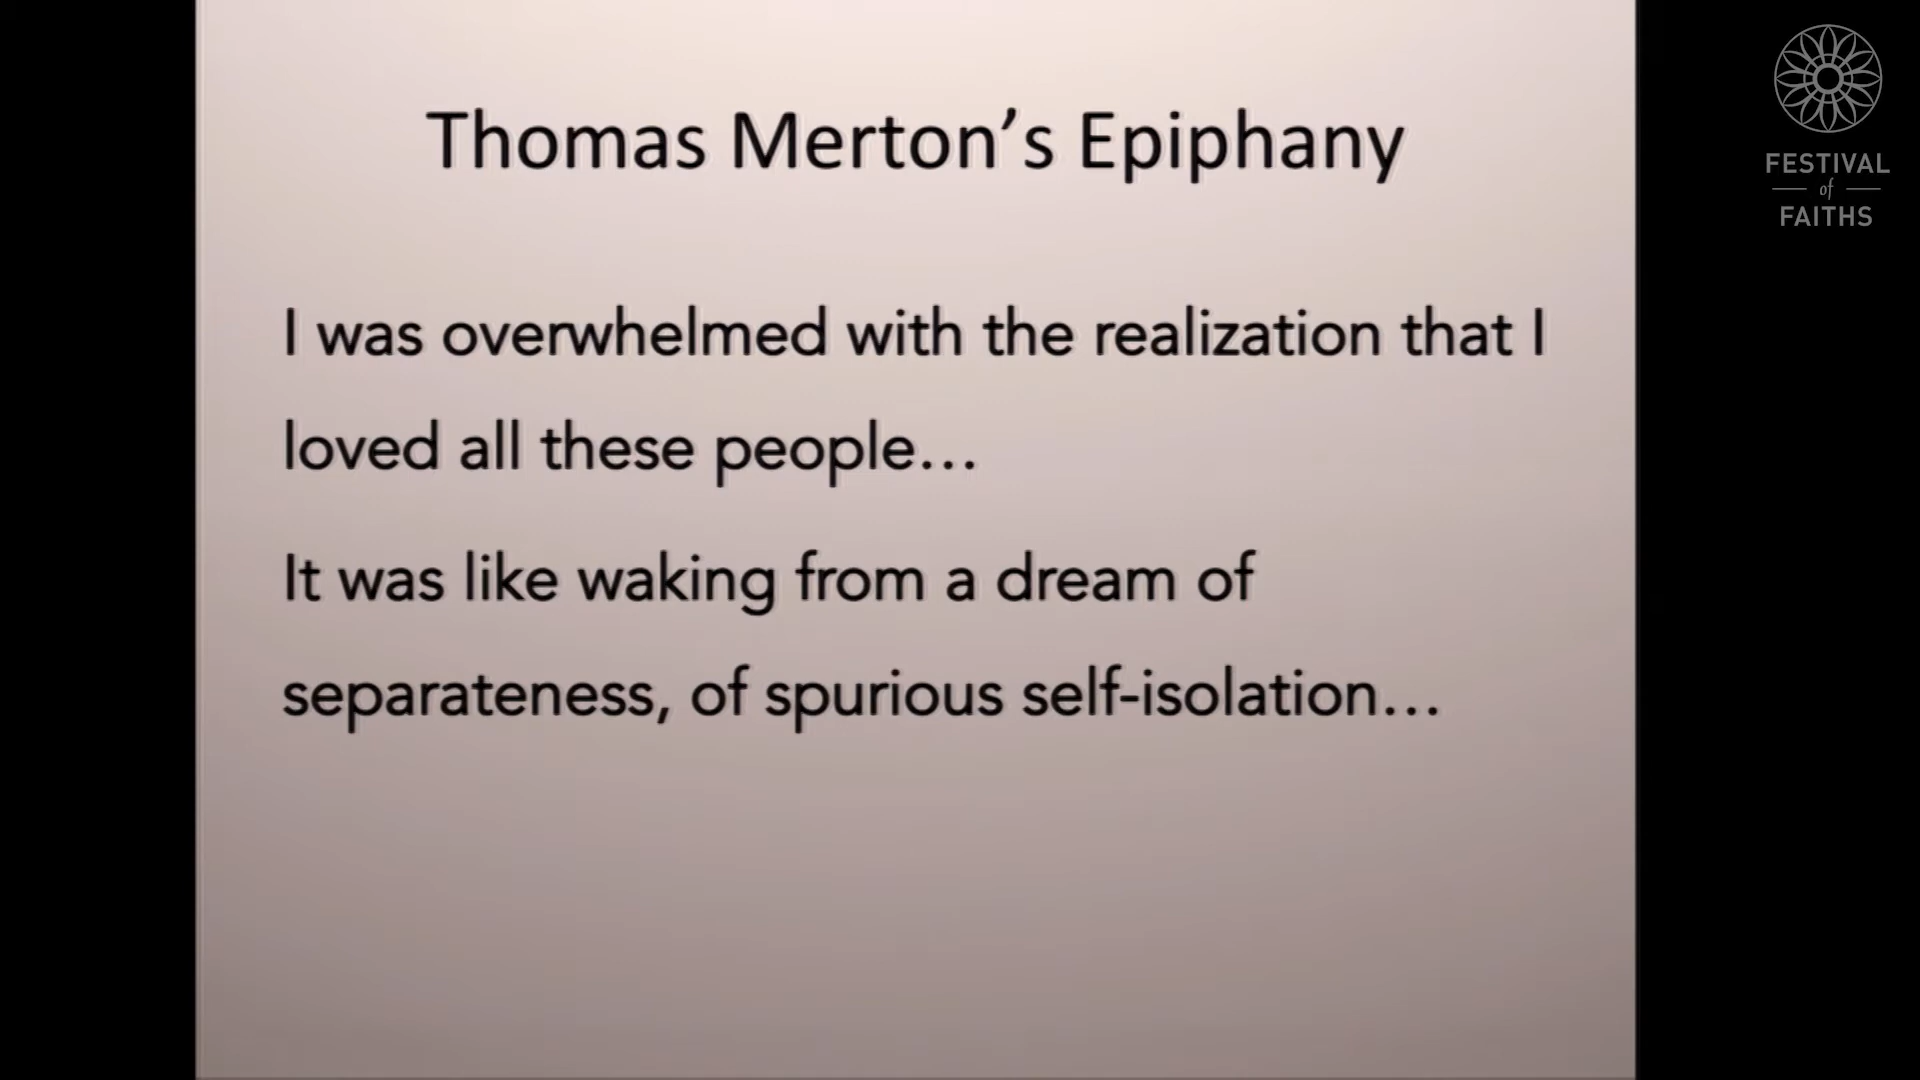 Thomas Merton’s Epiphany
I was overwhelmed with the realization that I
loved all these people…
It was like waking from a dream of
separateness, of spurious self-isolation…
FESTIVAL
of
FAITHS